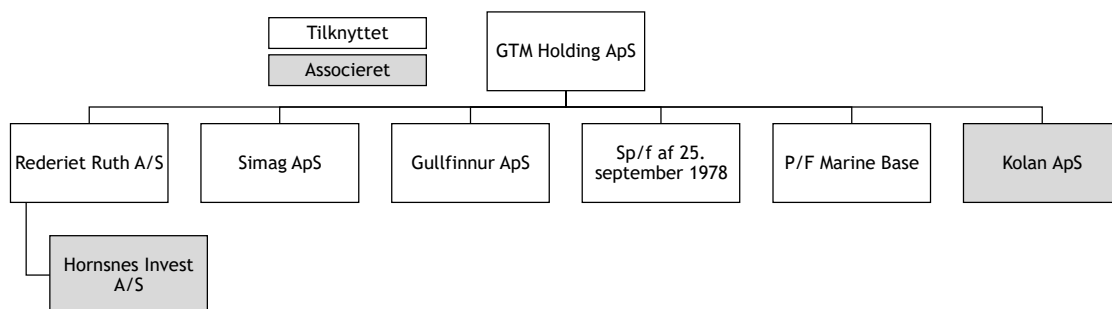 Tilknyttet
Associeret
GTM Holding ApS
Rederiet Ruth A/S
Simag ApS
Gullfinnur ApS
Sp/f af 25.
september 1978
P/F Marine Base
Kolan ApS
Hornsnes Invest
A/S